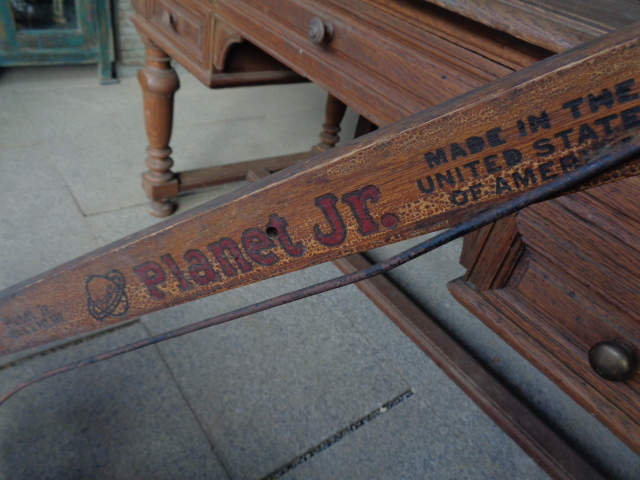 Planet Jr.
MADE IN THE
UNITED STATES
OF AMERICA